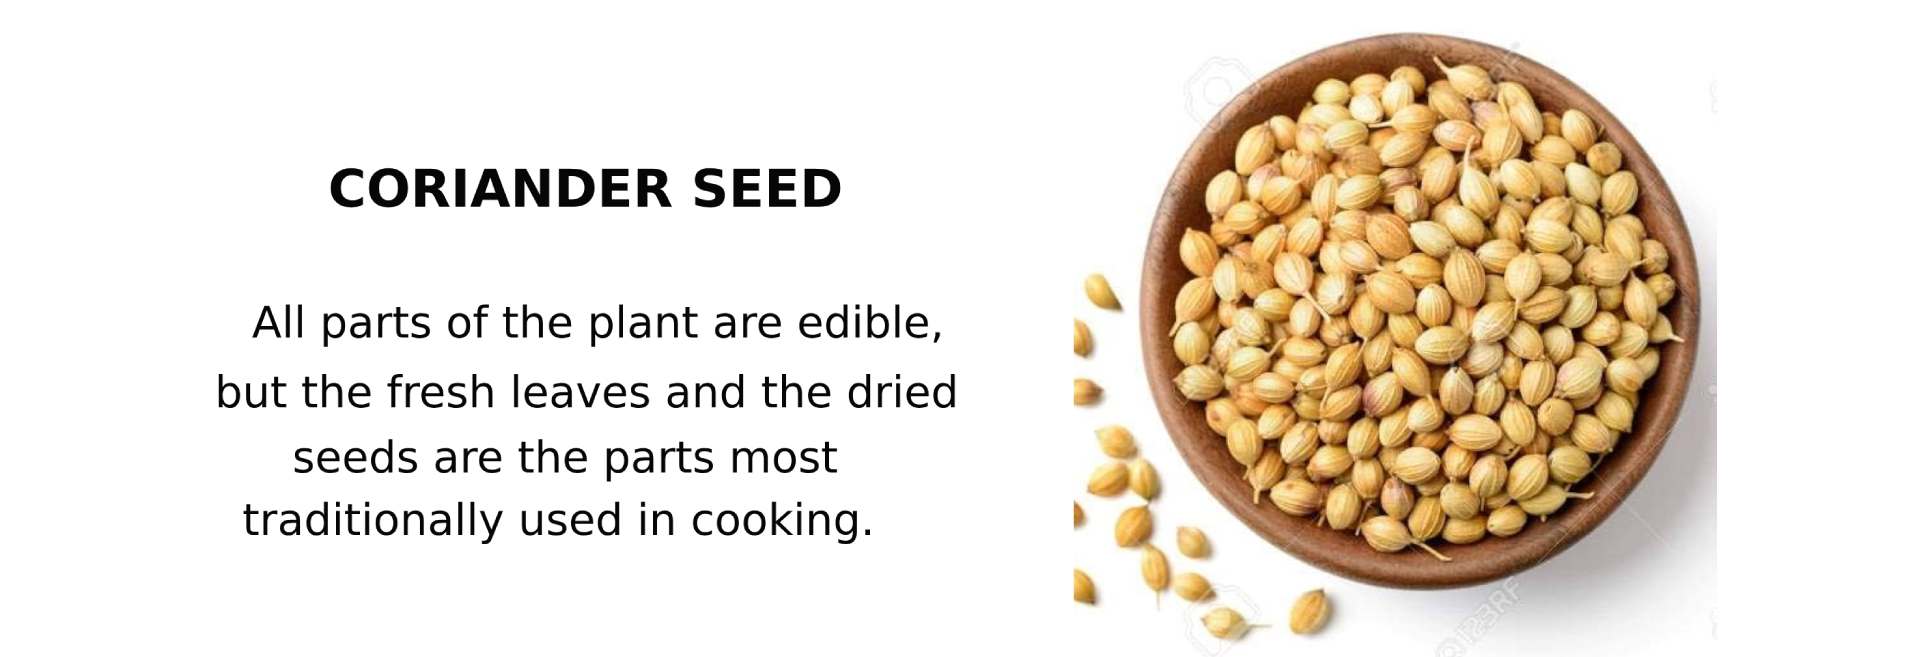 CORIANDER SEED
All parts of the plant are edible,
but the fresh leaves and the dried
seeds are the parts most
traditionally used in cooking.
123RF